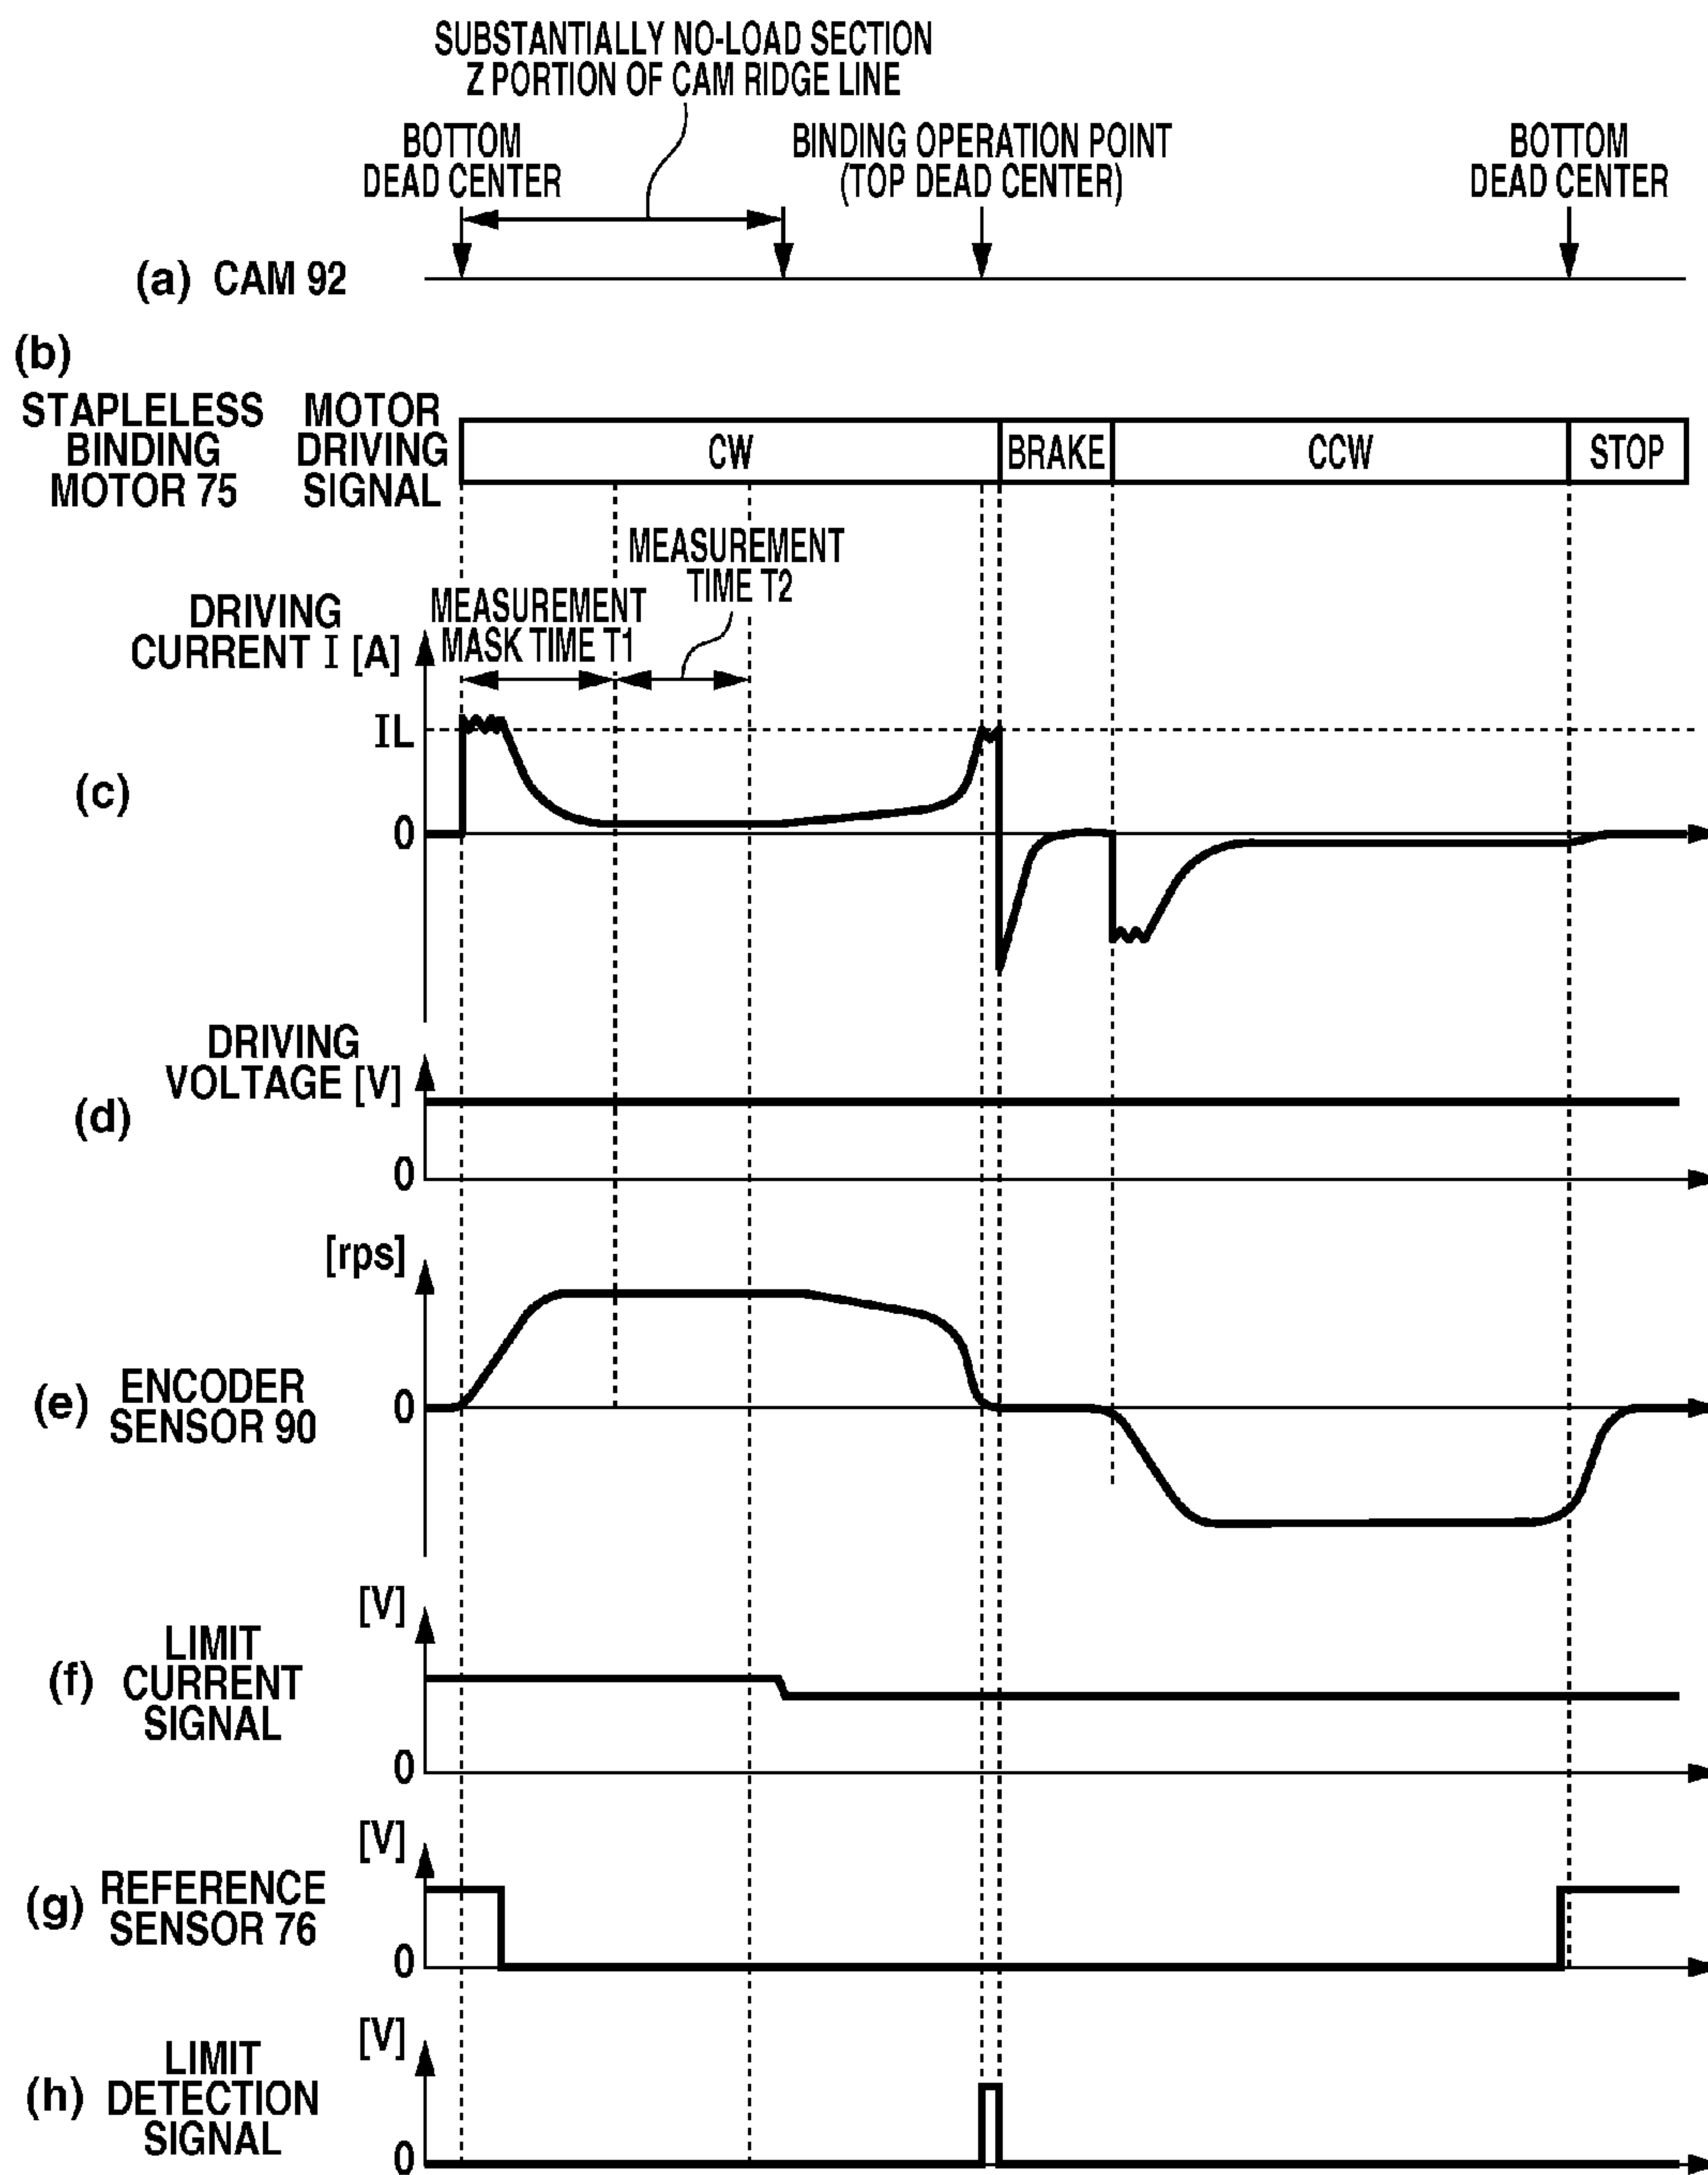 SUBSTANTIALLY NO-LOAD SECTION
Z PORTION OF CAM RIDGE LINE
BOTTOM
DEAD CENTER
BINDING OPERATION POINT
(TOP DEAD CENTER)
BOTTOM
DEAD CENTER
(a) CAM 92
(b)
STAPLELESS
BINDING
MOTOR 75
MOTOR
DRIVING
SIGNAL
CW
BRAKE
CCW
STOP
MEASUREMENT
TIME T2
MEASUREMENT
MASK TIME T1
DRIVING
CURRENT I [A]
IL
(c)
0
DRIVING
VOLTAGE [V]
(d)
0
[rps]
(e) ENCODER
SENSOR 90
0
[V]
(f) LIMIT
CURRENT
SIGNAL
0
[V]
(g) REFERENCE
SENSOR 76
0
[V]
(h) LIMIT
DETECTION
SIGNAL
0